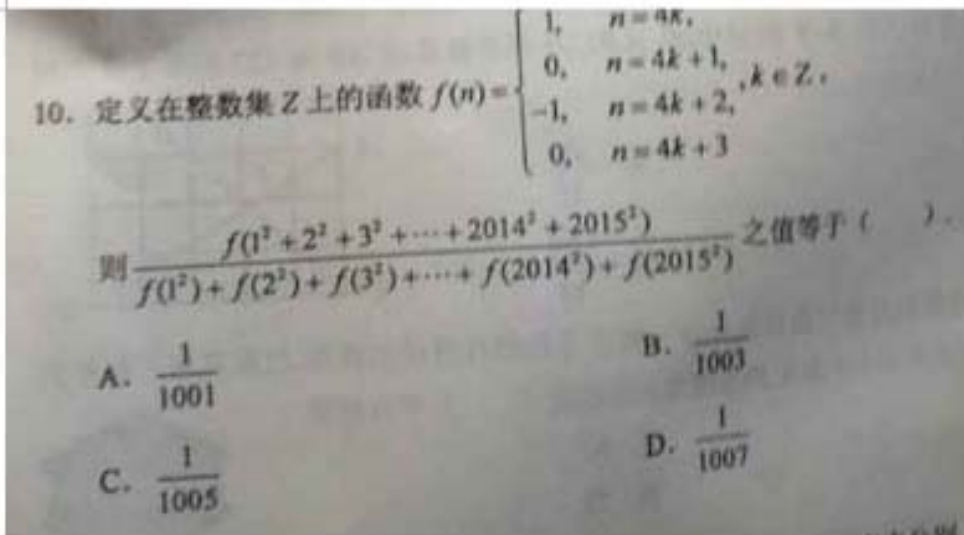 1, n=4k,
0, n=4k+1,
10. 定义在整数集 Z 上的函数 f(n)= ,k∈Z,
-1, n=4k+2,
0, n=4k+3
f(1²+2²+3²+⋯+2014²+2015²)
则 之值等于( ).
f(1²)+f(2²)+f(3²)+⋯+f(2014²)+f(2015²)
A. 1/1001 B. 1/1003
C. 1/1005 D. 1/1007